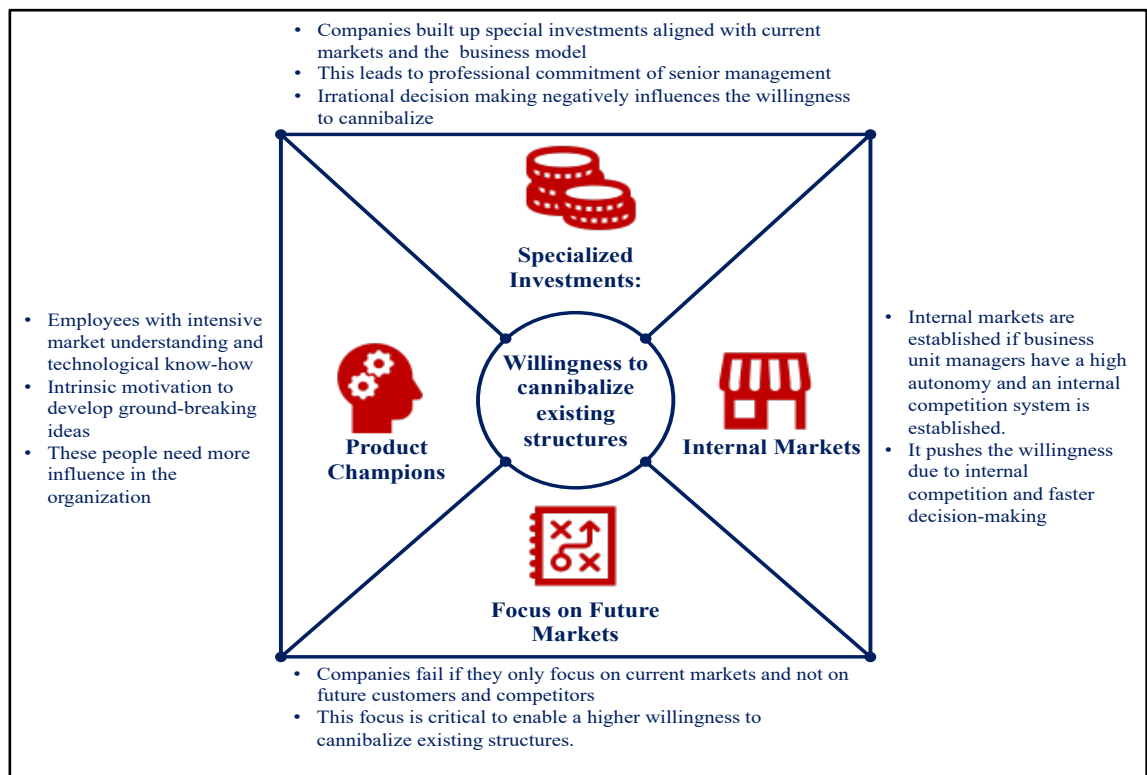 • Companies built up special investments aligned with current
markets and the business model
• This leads to professional commitment of senior management
• Irrational decision making negatively influences the willingness
to cannibalize
Specialized
Investments:
• Employees with intensive
market understanding and
technological know-how
• Intrinsic motivation to
develop ground-breaking
ideas
• These people need more
influence in the
organization
Product
Champions
Willingness to
cannibalize
existing
structures
Internal Markets
• Internal markets are
established if business
unit managers have a high
autonomy and an internal
competition system is
established.
• It pushes the willingness
due to internal
competition and faster
decision-making
Focus on Future
Markets
• Companies fail if they only focus on current markets and not on
future customers and competitors
• This focus is critical to enable a higher willingness to
cannibalize existing structures.